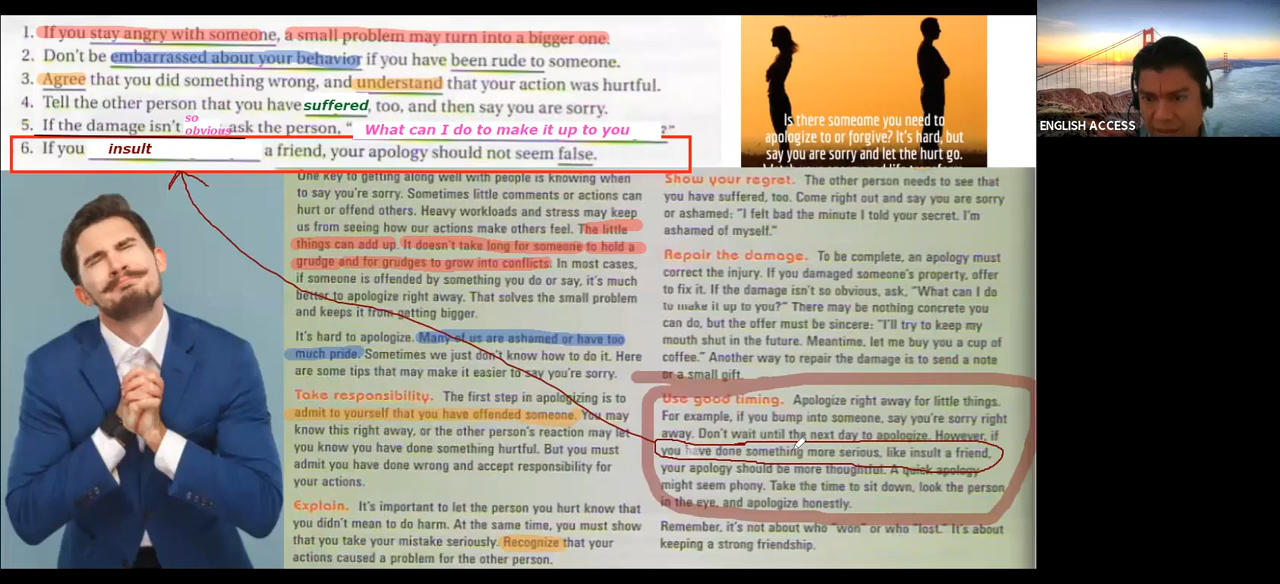 1. If you stay angry with someone, a small problem may turn into a bigger one.
2. Don't be embarrassed about your behavior if you have been rude to someone.
3. Agree that you did something wrong, and understand that your action was hurtful.
4. Tell the other person that you have suffered, too, and then say you are sorry.
5. If the damage isn't so obvious ask the person, “ What can I do to make it up to you ?”
6. If you insult a friend, your apology should not seem false.
Is there someome you need to
apologize to or forgive? It's hard, but
say you are sorry and let the hurt go.
ENGLISH ACCESS
One key to getting along well with people is knowing when
to say you're sorry. Sometimes little comments or actions can
hurt or offend others. Heavy workloads and stress may keep
us from seeing how our actions make others feel. The little
things can add up. It doesn't take long for someone to hold a
grudge and for grudges to grow into conflicts. In most cases,
if someone is offended by something you do or say, it's much
better to apologize right away. That solves the small problem
and keeps it from getting bigger.
It's hard to apologize. Many of us are ashamed or have too
much pride. Sometimes we just don't know how to do it. Here
are some tips that may make it easier to say you're sorry.
Take responsibility. The first step in apologizing is to
admit to yourself that you have offended someone. You may
know this right away, or the other person's reaction may let
you know you have done something hurtful. But you must
admit you have done wrong and accept responsibility for
your actions.
Explain. It's important to let the person you hurt know that
you didn't mean to do harm. At the same time, you must show
that you take your mistake seriously. Recognize that your
actions caused a problem for the other person.
Show your regret. The other person needs to see that
you have suffered, too. Come right out and say you are sorry
or ashamed: "I felt bad the minute I told your secret. I'm
ashamed of myself."
Repair the damage. To be complete, an apology must
correct the injury. If you damaged someone's property, offer
to fix it. If the damage isn't so obvious, ask, "What can I do
to make it up to you?" There may be nothing concrete you
can do, but the offer must be sincere: "I'll try to keep my
mouth shut in the future. Meantime, let me buy you a cup of
coffee." Another way to repair the damage is to send a note
or a small gift.
Use good timing. Apologize right away for little things.
For example, if you bump into someone, say you're sorry right
away. Don't wait until the next day to apologize. However, if
you have done something more serious, like insult a friend,
your apology should be more thoughtful. A quick apology
might seem phony. Take the time to sit down, look the person
in the eye, and apologize honestly.
Remember, it's not about who "won" or who "lost." It's about
keeping a strong friendship.